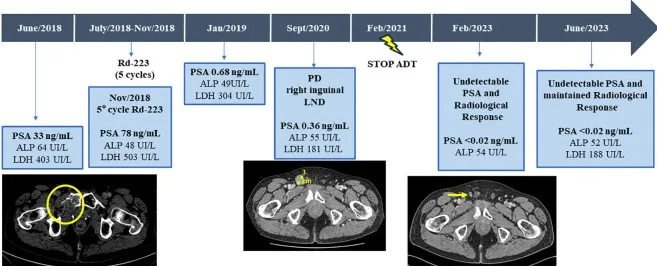 June/2018
July/2018-Nov/2018
Jan/2019
Sept/2020
Feb/2021
Feb/2023
June/2023
PSA 33 ng/mL
ALP 64 UI/L
LDH 403 UI/L
Rd-223
(5 cycles)
Nov/2018
5° cycle Rd-223
PSA 78 ng/mL
ALP 48 UI/L
LDH 503 UI/L
PSA 0.68 ng/mL
ALP 49UI/L
LDH 304 UI/L
PD
right inguinal
LND
PSA 0.36 ng/mL
ALP 55 UI/L
LDH 181 UI/L
STOP ADT
Undetectable
PSA and
Radiological
Response
PSA <0.02 ng/mL
ALP 54 UI/L
Undetectable PSA and
maintained Radiological
Response
PSA <0.02 ng/mL
ALP 52 UI/L
LDH 188 UI/L
3
cm